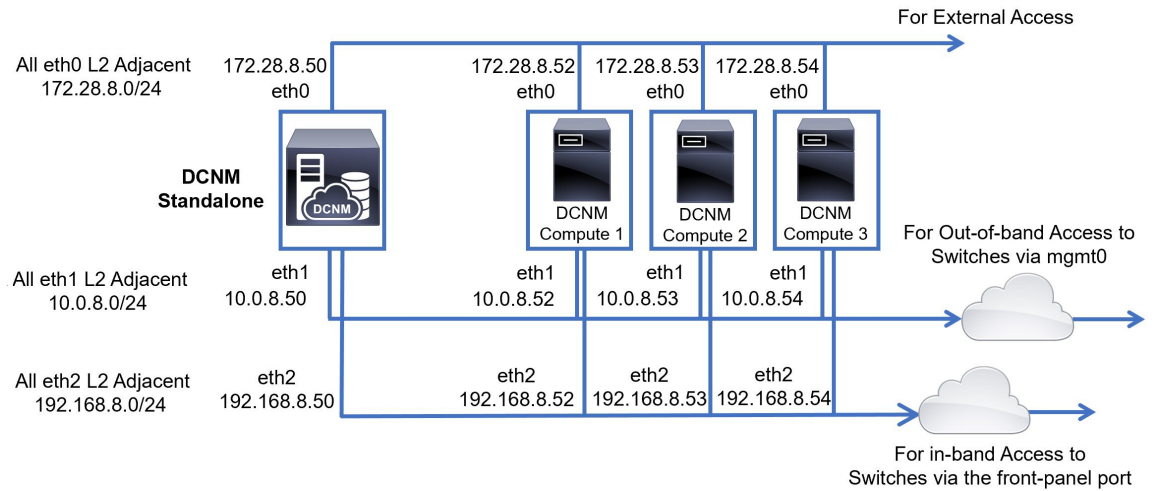 For External Access
All eth0 L2 Adjacent
172.28.8.0/24
172.28.8.50
eth0
172.28.8.52
eth0
172.28.8.53
eth0
172.28.8.54
eth0
DCNM
Standalone
DCNM
DCNM
Compute 1
DCNM
Compute 2
DCNM
Compute 3
For Out-of-band Access to
Switches via mgmt0
All eth1 L2 Adjacent
10.0.8.0/24
eth1
10.0.8.50
eth1
10.0.8.52
eth1
10.0.8.53
eth1
10.0.8.54
All eth2 L2 Adjacent
192.168.8.0/24
eth2
192.168.8.50
eth2
192.168.8.52
eth2
192.168.8.53
eth2
192.168.8.54
For in-band Access to
Switches via the front-panel port